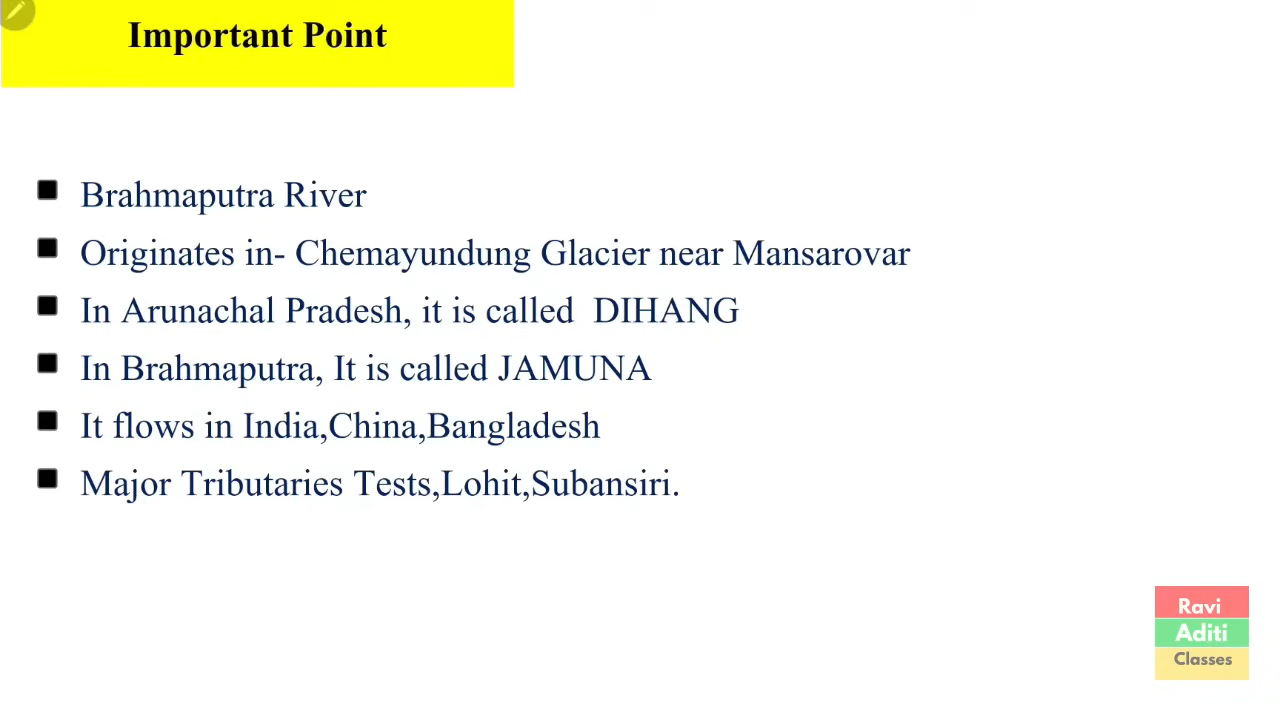 Important Point
Brahmaputra River
Originates in- Chemayundung Glacier near Mansarovar
In Arunachal Pradesh, it is called  DIHANG
In Brahmaputra, It is called JAMUNA
It flows in India,China,Bangladesh
Major Tributaries Tests,Lohit,Subansiri.
Ravi
Aditi
Classes